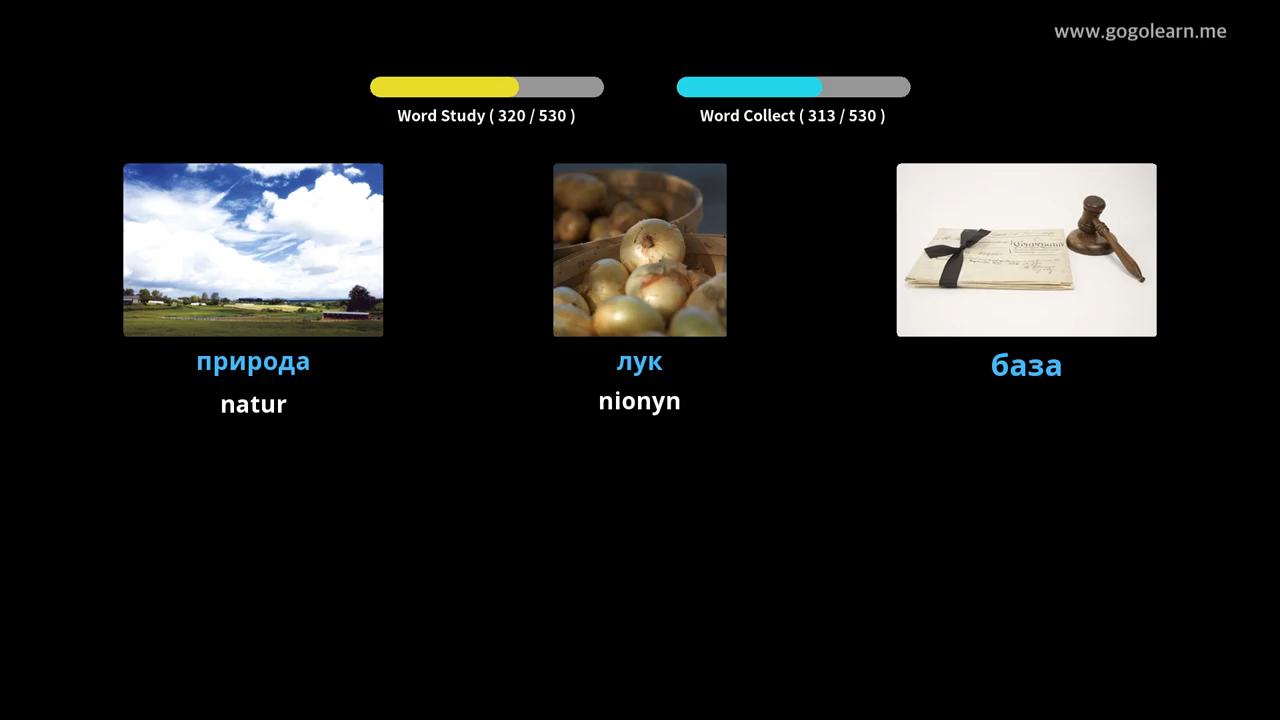 www.gogolearn.me
Word Study ( 320 / 530 )
Word Collect ( 313 / 530 )
природа
лук
база
natur
nionyn